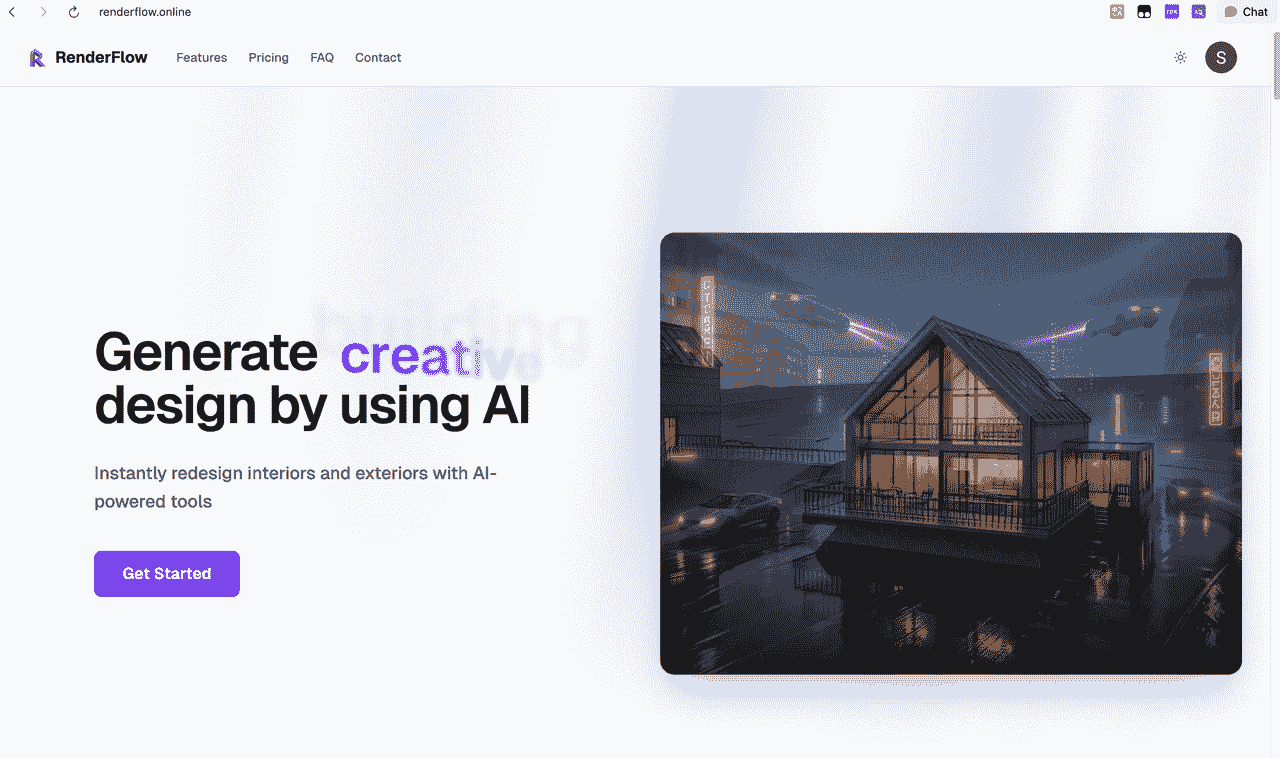 renderflow.online
Chat
RenderFlow
Features
Pricing
FAQ
Contact
S
Generate creative
design by using AI
Instantly redesign interiors and exteriors with AI-
powered tools
Get Started